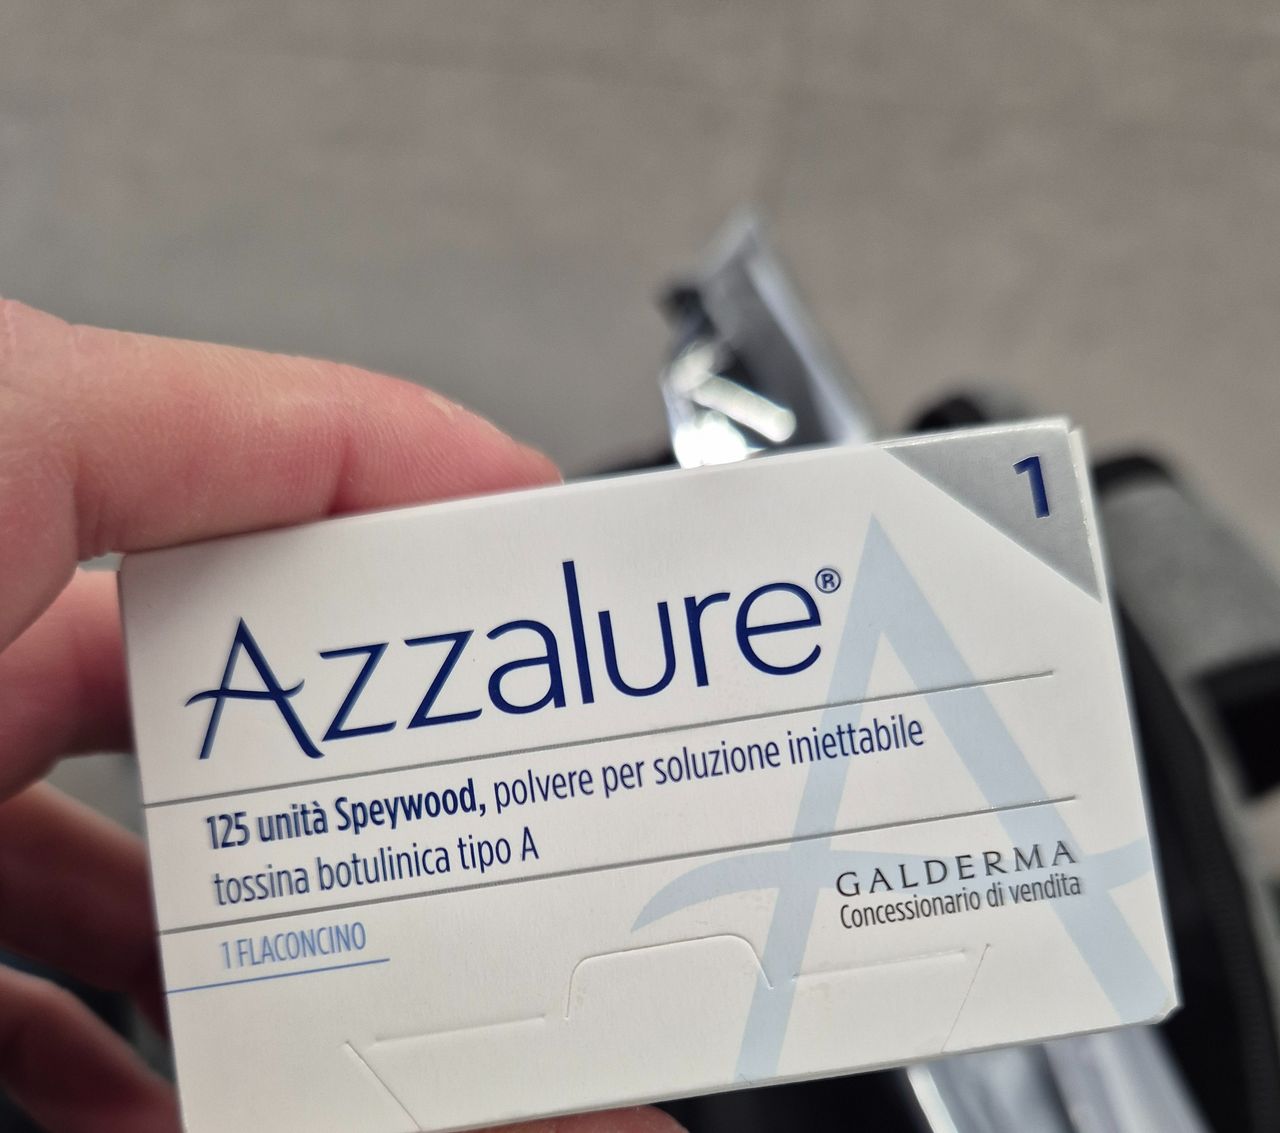 1
Azzalure®
125 unità Speywood, polvere per soluzione iniettabile
tossina botulinica tipo A
1 FLACONCINO
GALDERMA
Concessionario di vendita